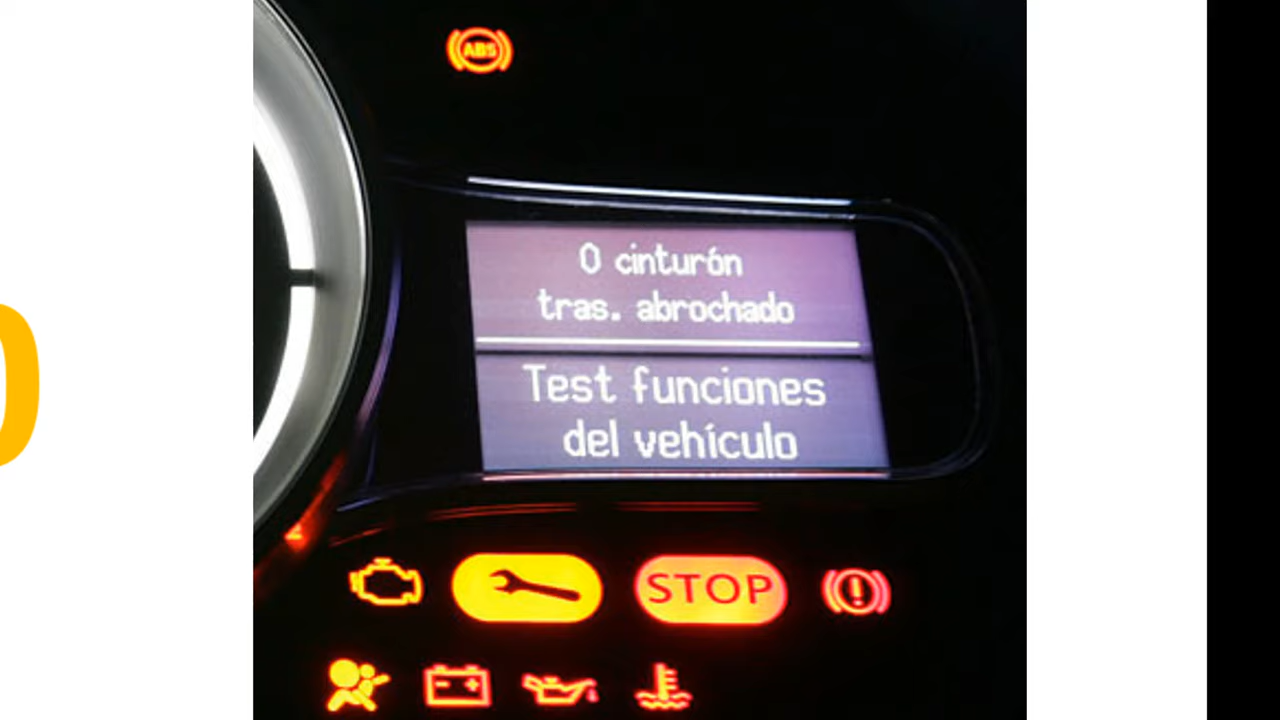 ABS
0 cinturón
tras. abrochado
Test funciones
del vehículo
STOP